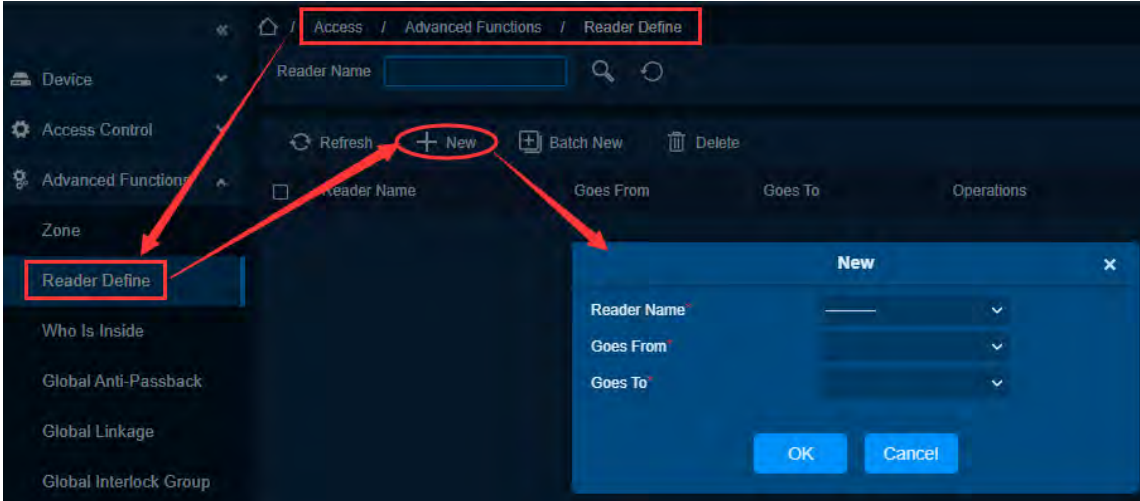 / Access / Advanced Functions / Reader Define
Reader Name
Device
Access Control
Advanced Functions
Zone
Reader Define
Who Is Inside
Global Anti-Passback
Global Linkage
Global Interlock Group
Refresh New Batch New Delete
Reader Name Goes From Goes To Operations
New
Reader Name*
Goes From*
Goes To*
OK Cancel